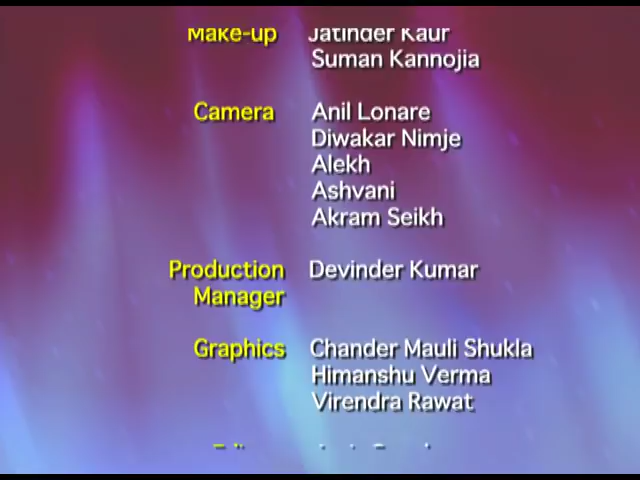 Make-up Jatinder Kaur
Suman Kannojia
Camera Anil Lonare
Diwakar Nimje
Alekh
Ashvani
Akram Seikh
Production Devinder Kumar
Manager
Graphics Chander Mauli Shukla
Himanshu Verma
Virendra Rawat